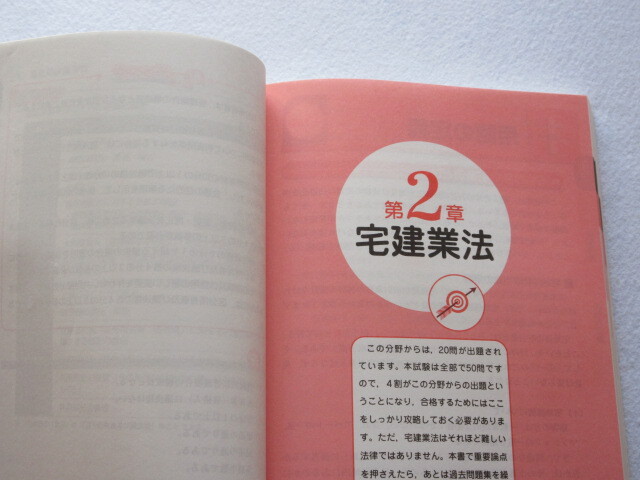 第2章
宅建業法
この分野からは、20問が出題され
ています。本試験は全部で50問です
ので、4割がこの分野からの出題とい
うことになり、合格するためにはここ
をしっかり攻略しておく必要がありま
す。ただ、宅建業法はそれほど難しい
法律ではありません。本書で重要論点
を押さえたら、あとは過去問題集を繰